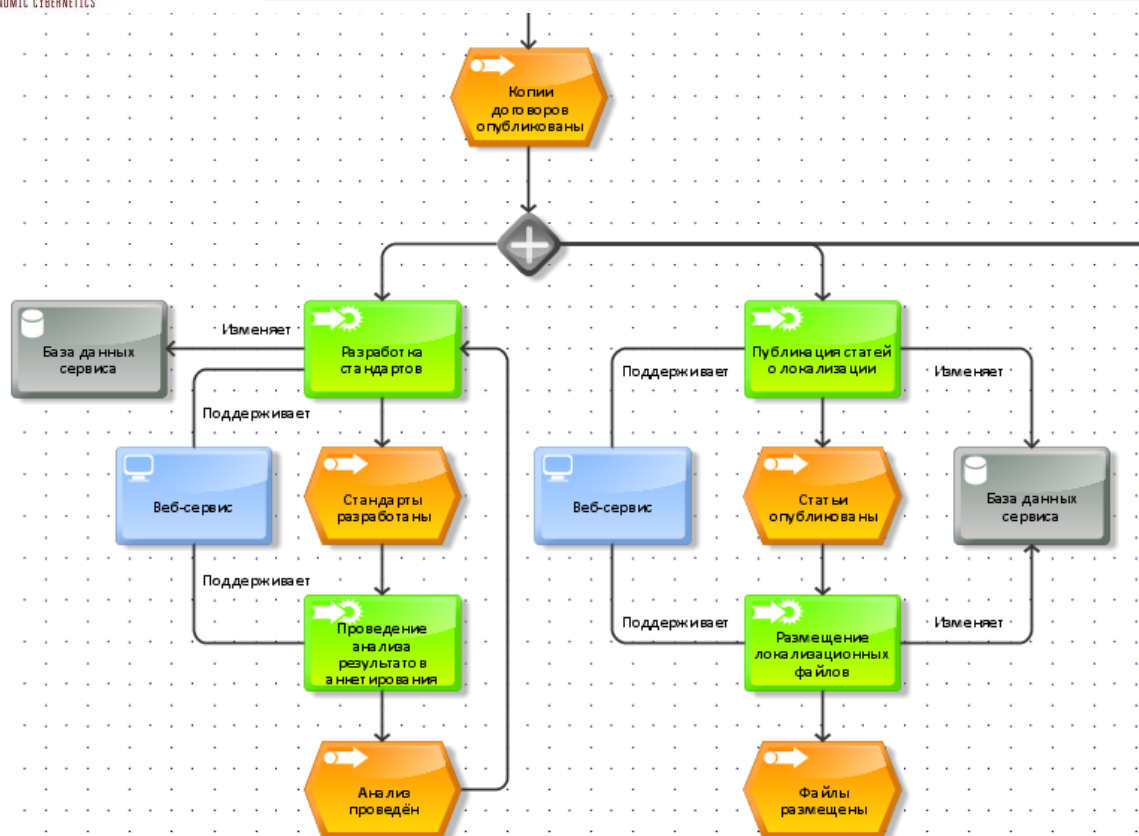 NOMIC CYBERNETICS
Копии
договоров
опубликованы
База данных
сервиса
Изменяет
Разработка
стандартов
Поддерживает
Публикация статей
о локализации
Изменяет
Поддерживает
Веб-сервис
Стандарты
разработаны
Веб-сервис
Статьи
опубликованы
База данных
сервиса
Поддерживает
Проведение
анализа
результатов
аннетирования
Поддерживает
Размещение
локализационных
файлов
Изменяет
Анализ
проведён
Файлы
размещены